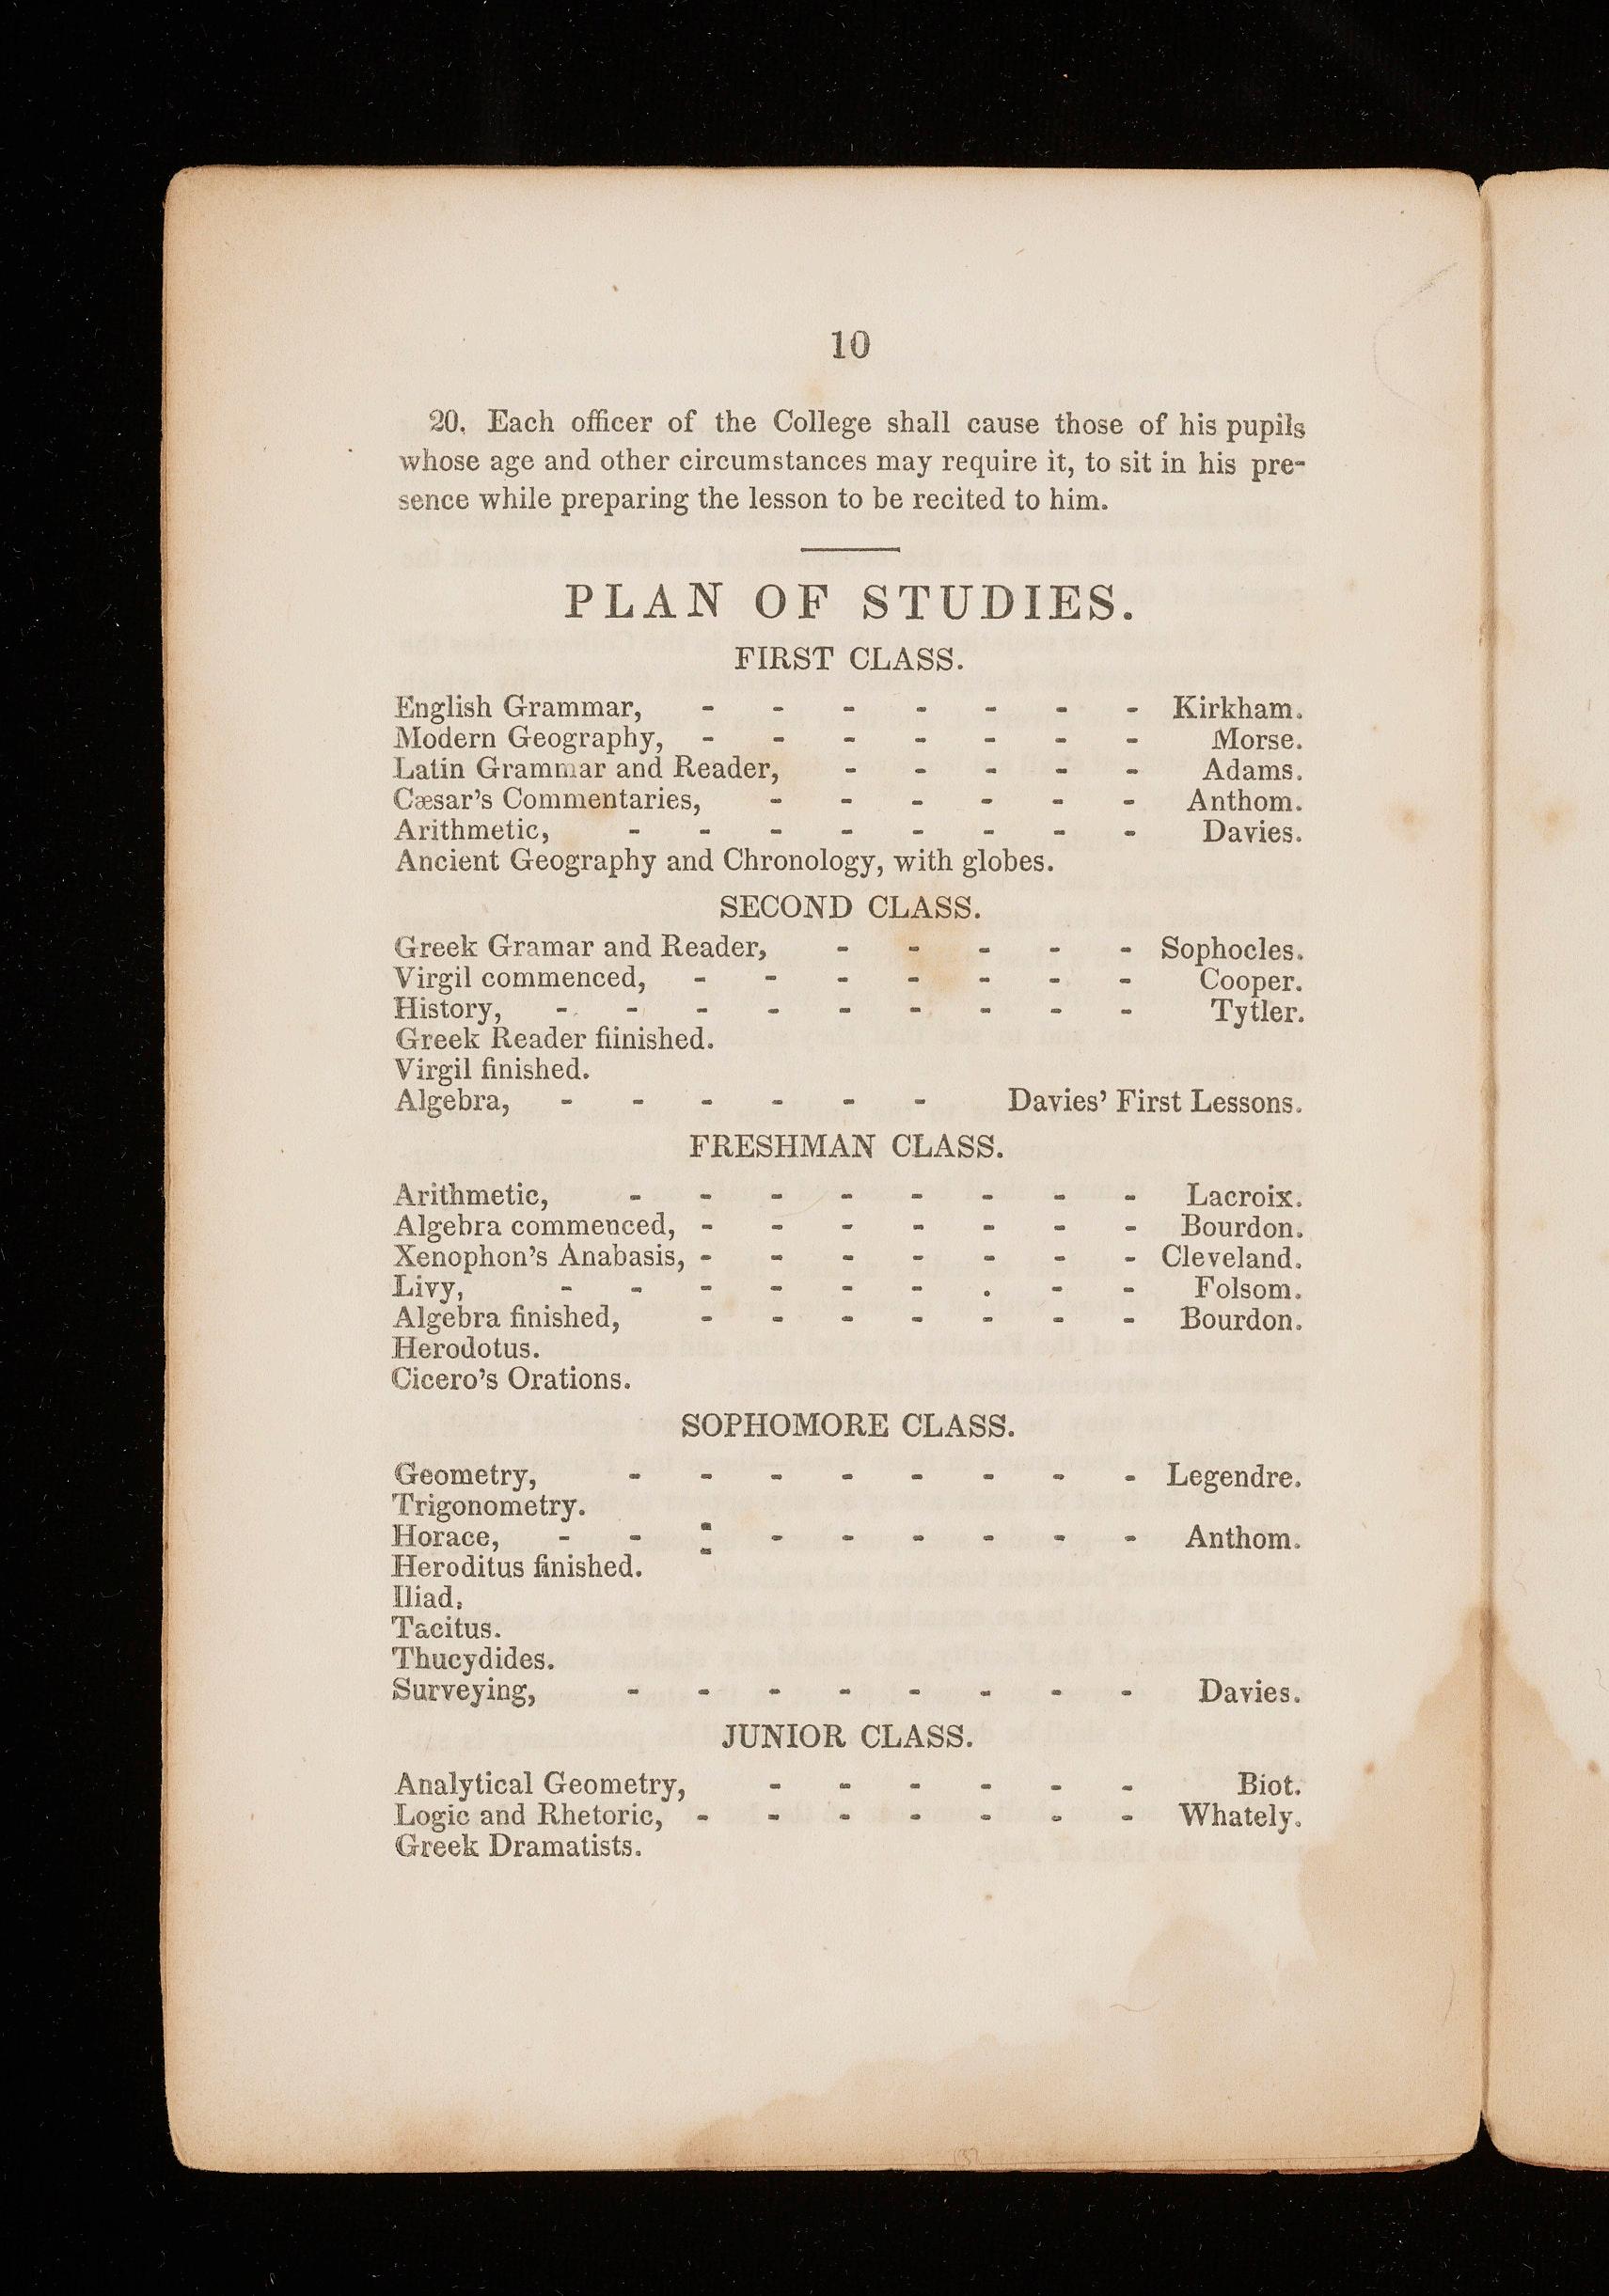 10
20. Each officer of the College shall cause those of his pupils
whose age and other circumstances may require it, to sit in his pre-
sence while preparing the lesson to be recited to him.
PLAN OF STUDIES.
FIRST CLASS.
English Grammar, - - - - - - - Kirkham.
Modern Geography, - - - - - - - Morse.
Latin Grammar and Reader, - - - - - Adams.
Cæsar's Commentaries, - - - - - - Anthom.
Arithmetic, - - - - - - - - Davies.
Ancient Geography and Chronology, with globes.
SECOND CLASS.
Greek Gramar and Reader, - - - - - Sophocles.
Virgil commenced, - - - - - - - Cooper.
History, - - - - - - - - - Tytler.
Greek Reader fiinished.
Virgil finished.
Algebra, - - - - - - Davies' First Lessons.
FRESHMAN CLASS.
Arithmetic, - - - - - - - - Lacroix.
Algebra commenced, - - - - - - - Bourdon.
Xenophon's Anabasis, - - - - - - - Cleveland.
Livy, - - - - - - . - - Folsom.
Algebra finished, - - - - - - - Bourdon.
Herodotus.
Cicero's Orations.
SOPHOMORE CLASS.
Geometry, - - - - - - - - Legendre.
Trigonometry.
Horace, - - : - - - - - - Anthom.
Heroditus finished.
Iliad.
Tacitus.
Thucydides.
Surveying, - - - - - - - - Davies.
JUNIOR CLASS.
Analytical Geometry, - - - - - - Biot.
Logic and Rhetoric, - - - - - - - Whately.
Greek Dramatists.